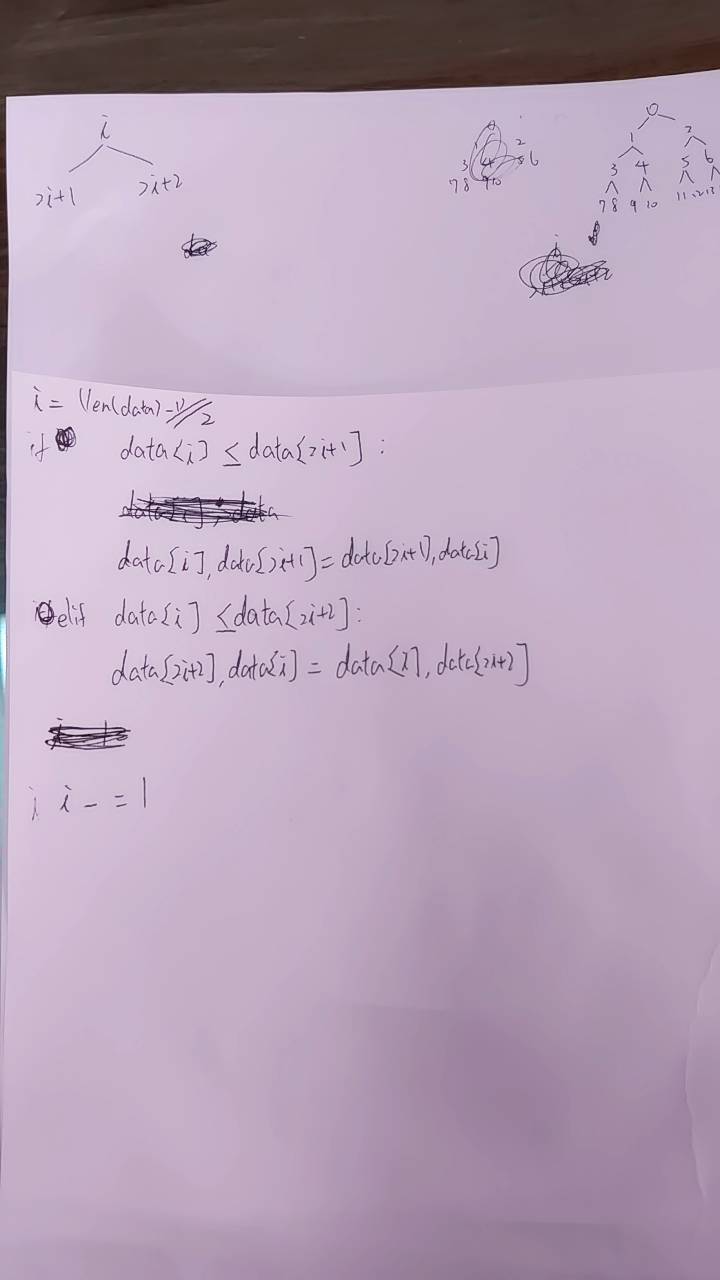 i
2i+1 2i+2
0
1 2
3 4 5 6
7 8 9 10 11 12 13
2
3 4 5 6
7 8 9 10
i = (len(data)-1)//2
if data[i] ≤ data[2i+1]:
data[i], data[2i+1] = data[2i+1], data[i]
elif data[i] ≤ data[2i+2]:
data[2i+2], data[i] = data[i], data[2i+2]
i i -= 1